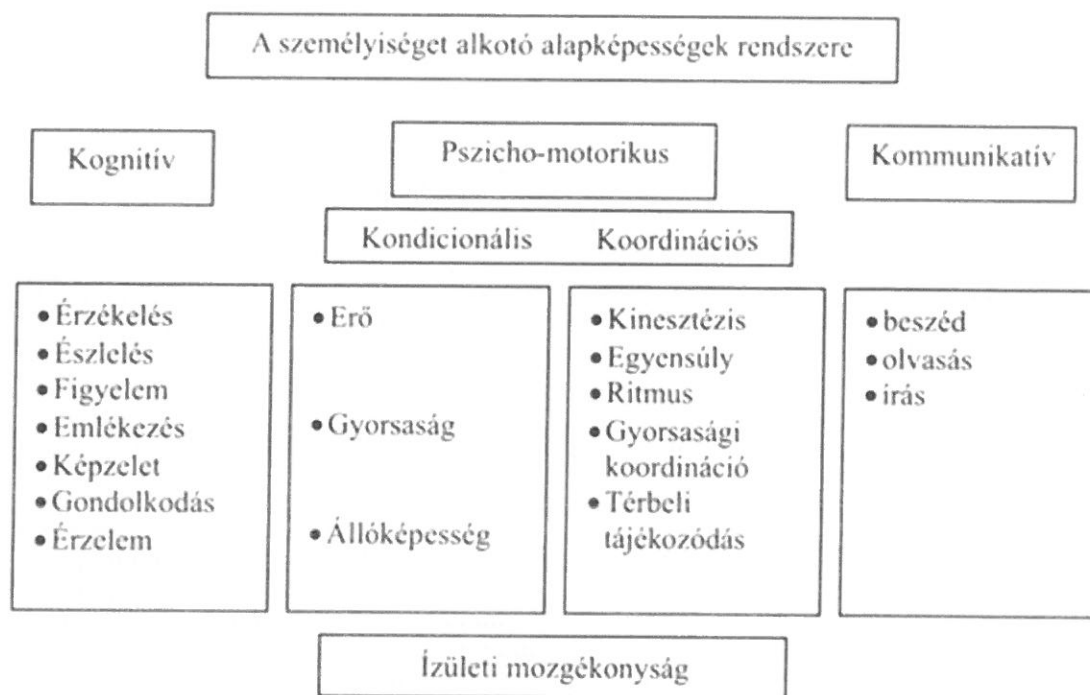 A személyiséget alkotó alapképességek rendszere
Kognitív
Pszicho-motorikus
Kommunikatív
Kondicionális Koordinációs
• Érzékelés
• Észlelés
• Figyelem
• Emlékezés
• Képzelet
• Gondolkodás
• Érzelem
• Erő
• Gyorsaság
• Állóképesség
• Kinesztézis
• Egyensúly
• Ritmus
• Gyorsasági
koordináció
• Térbeli
tájékozódás
• beszéd
• olvasás
• írás
Ízületi mozgékonyság